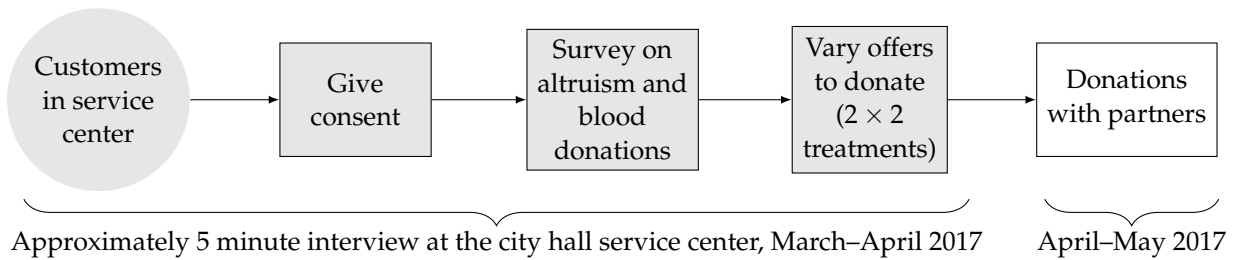 Customers
in service
center
Give
consent
Survey on
altruism and
blood
donations
Vary offers
to donate
(2 × 2
treatments)
Donations
with partners
Approximately 5 minute interview at the city hall service center, March–April 2017
April–May 2017